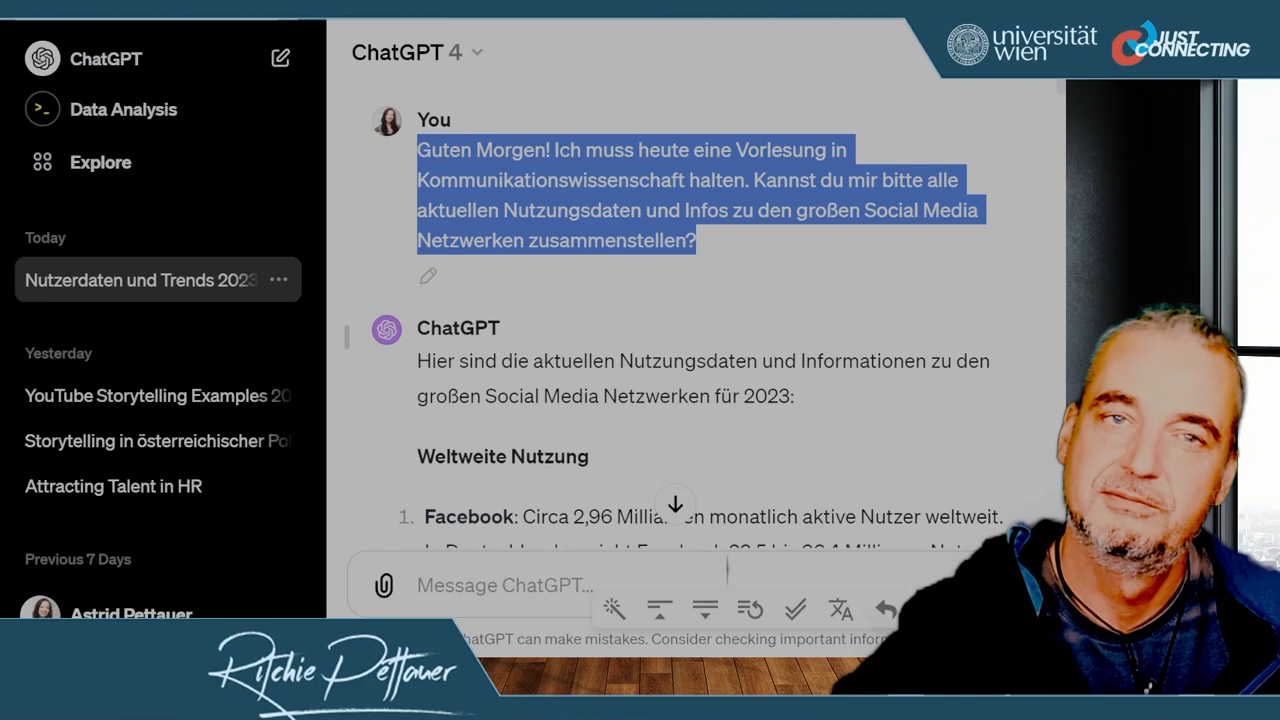 universität
wien
JUST
CONNECTING
ChatGPT
Data Analysis
Explore
Today
Nutzerdaten und Trends 2023
Yesterday
YouTube Storytelling Examples 20
Storytelling in österreichischer Pol
Attracting Talent in HR
Previous 7 Days
Astrid Pettauer
ChatGPT 4
You
Guten Morgen! Ich muss heute eine Vorlesung in
Kommunikationswissenschaft halten. Kannst du mir bitte alle
aktuellen Nutzungsdaten und Infos zu den großen Social Media
Netzwerken zusammenstellen?
ChatGPT
Hier sind die aktuellen Nutzungsdaten und Informationen zu den
großen Social Media Netzwerken für 2023:
Weltweite Nutzung
1. Facebook: Circa 2,96 Millia en monatlich aktive Nutzer weltweit.
Message ChatGPT...
hatGPT can make mistakes. Consider checking important inform
Ritchie Pettauer